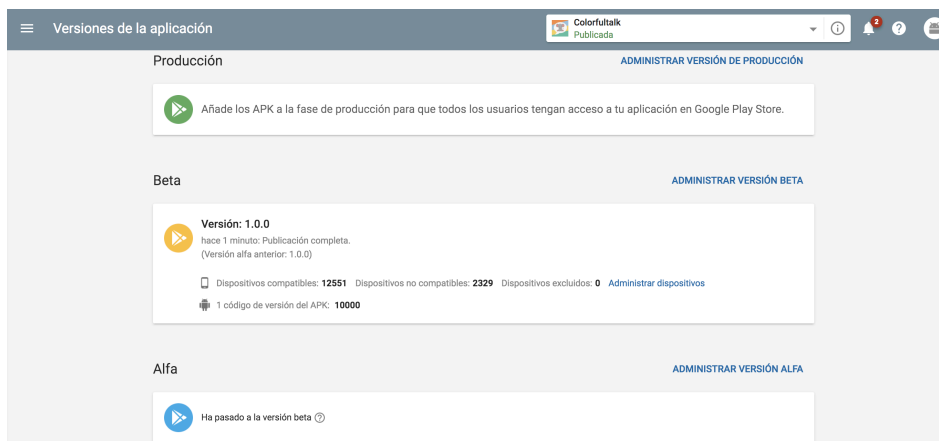 Versiones de la aplicación
Colorfultalk
Publicada
2
Producción
ADMINISTRAR VERSIÓN DE PRODUCCIÓN
Añade los APK a la fase de producción para que todos los usuarios tengan acceso a tu aplicación en Google Play Store.
Beta
ADMINISTRAR VERSIÓN BETA
Versión: 1.0.0
hace 1 minuto: Publicación completa.
(Versión alfa anterior: 1.0.0)
Dispositivos compatibles: 12551 Dispositivos no compatibles: 2329 Dispositivos excluidos: 0 Administrar dispositivos
1 código de versión del APK: 10000
Alfa
ADMINISTRAR VERSIÓN ALFA
Ha pasado a la versión beta